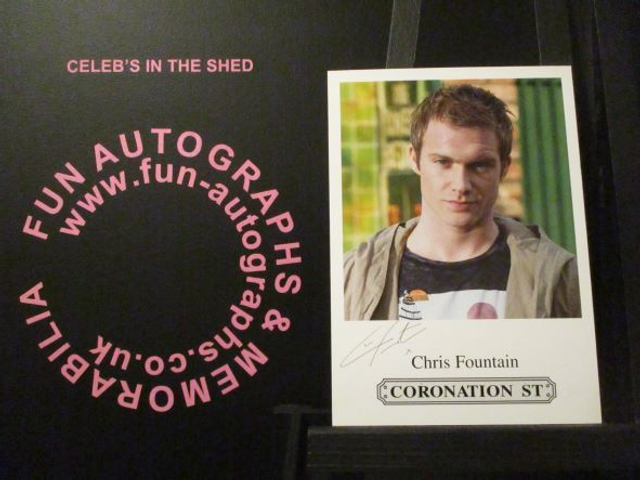 CELEB'S IN THE SHED
FUN AUTOGRAPHS & MEMORABILIA
www.fun-autographs.co.uk
Chris Fountain
CORONATION ST.